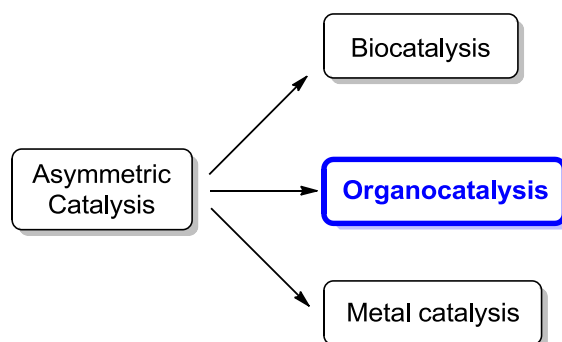 Biocatalysis
Asymmetric
Catalysis
Organocatalysis
Metal catalysis